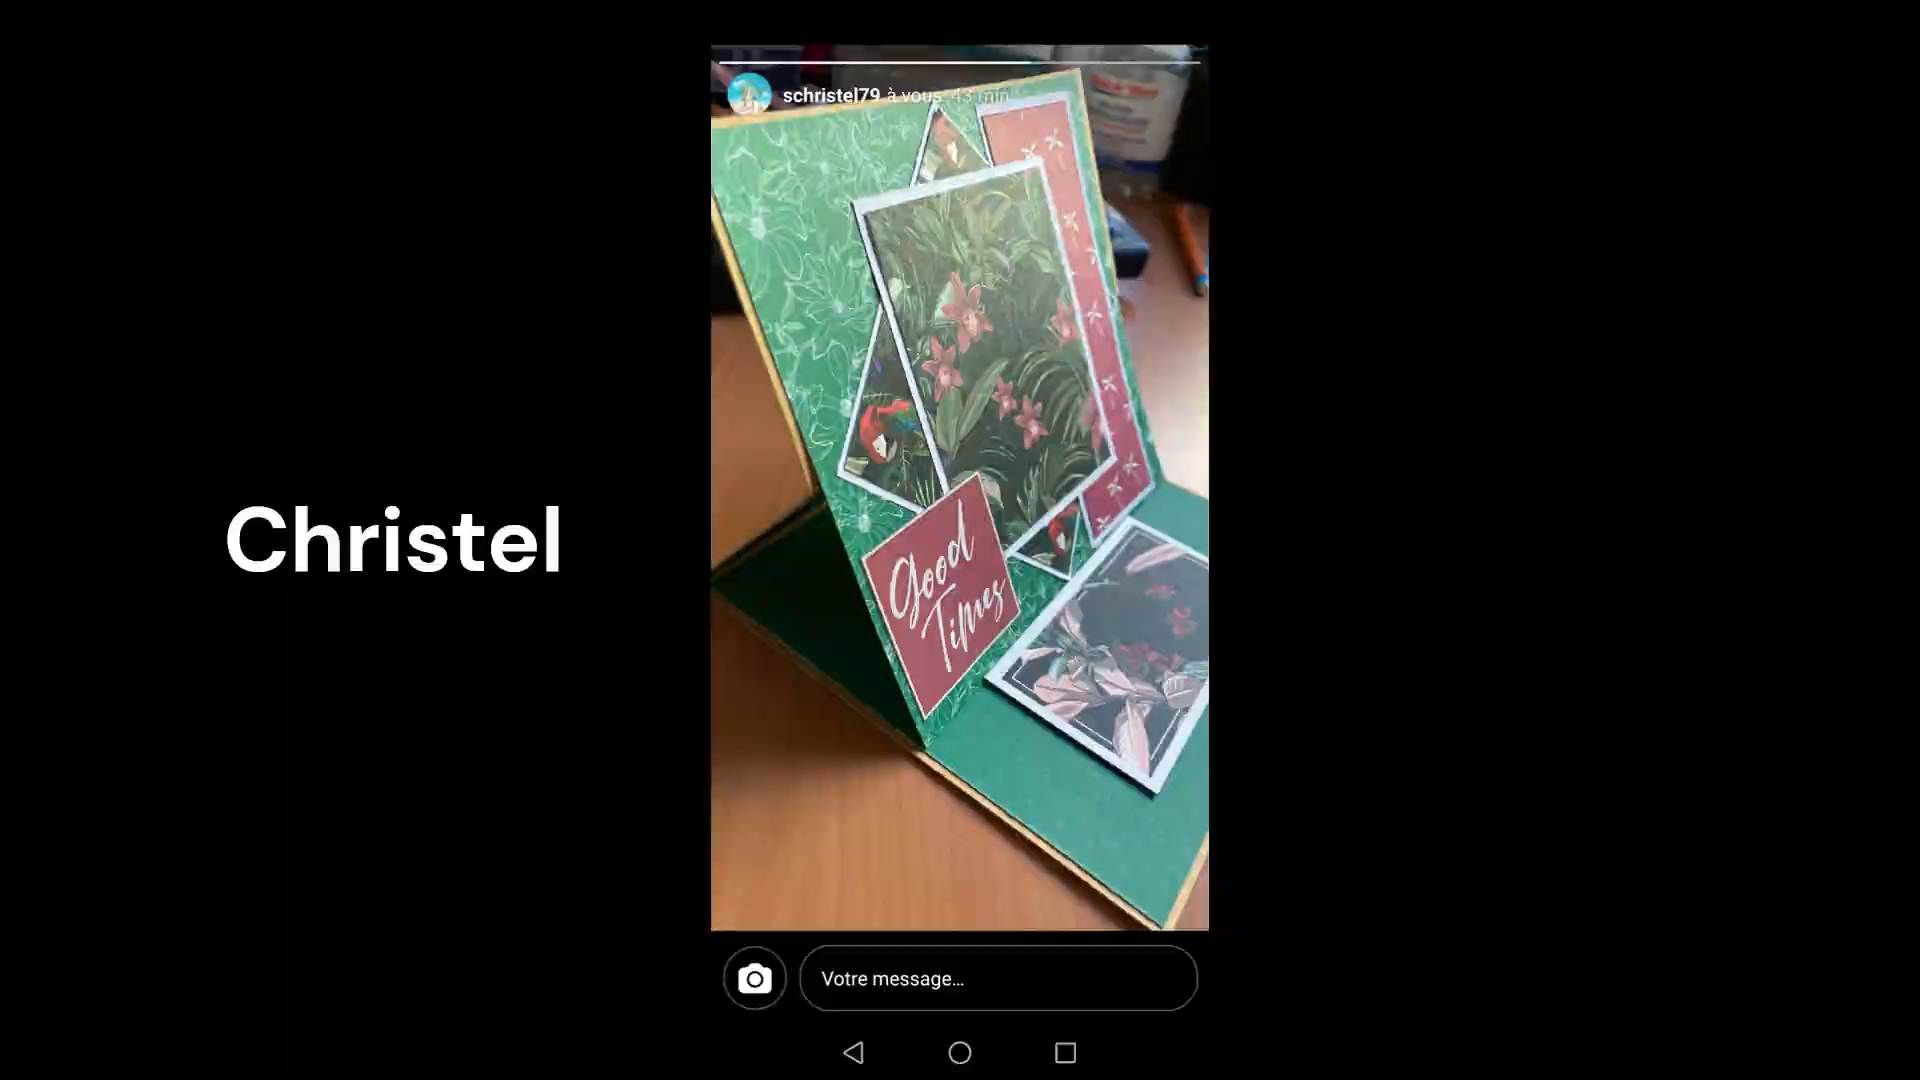 schristel79 à vous 43 min
Christel
Good
Times
Votre message...